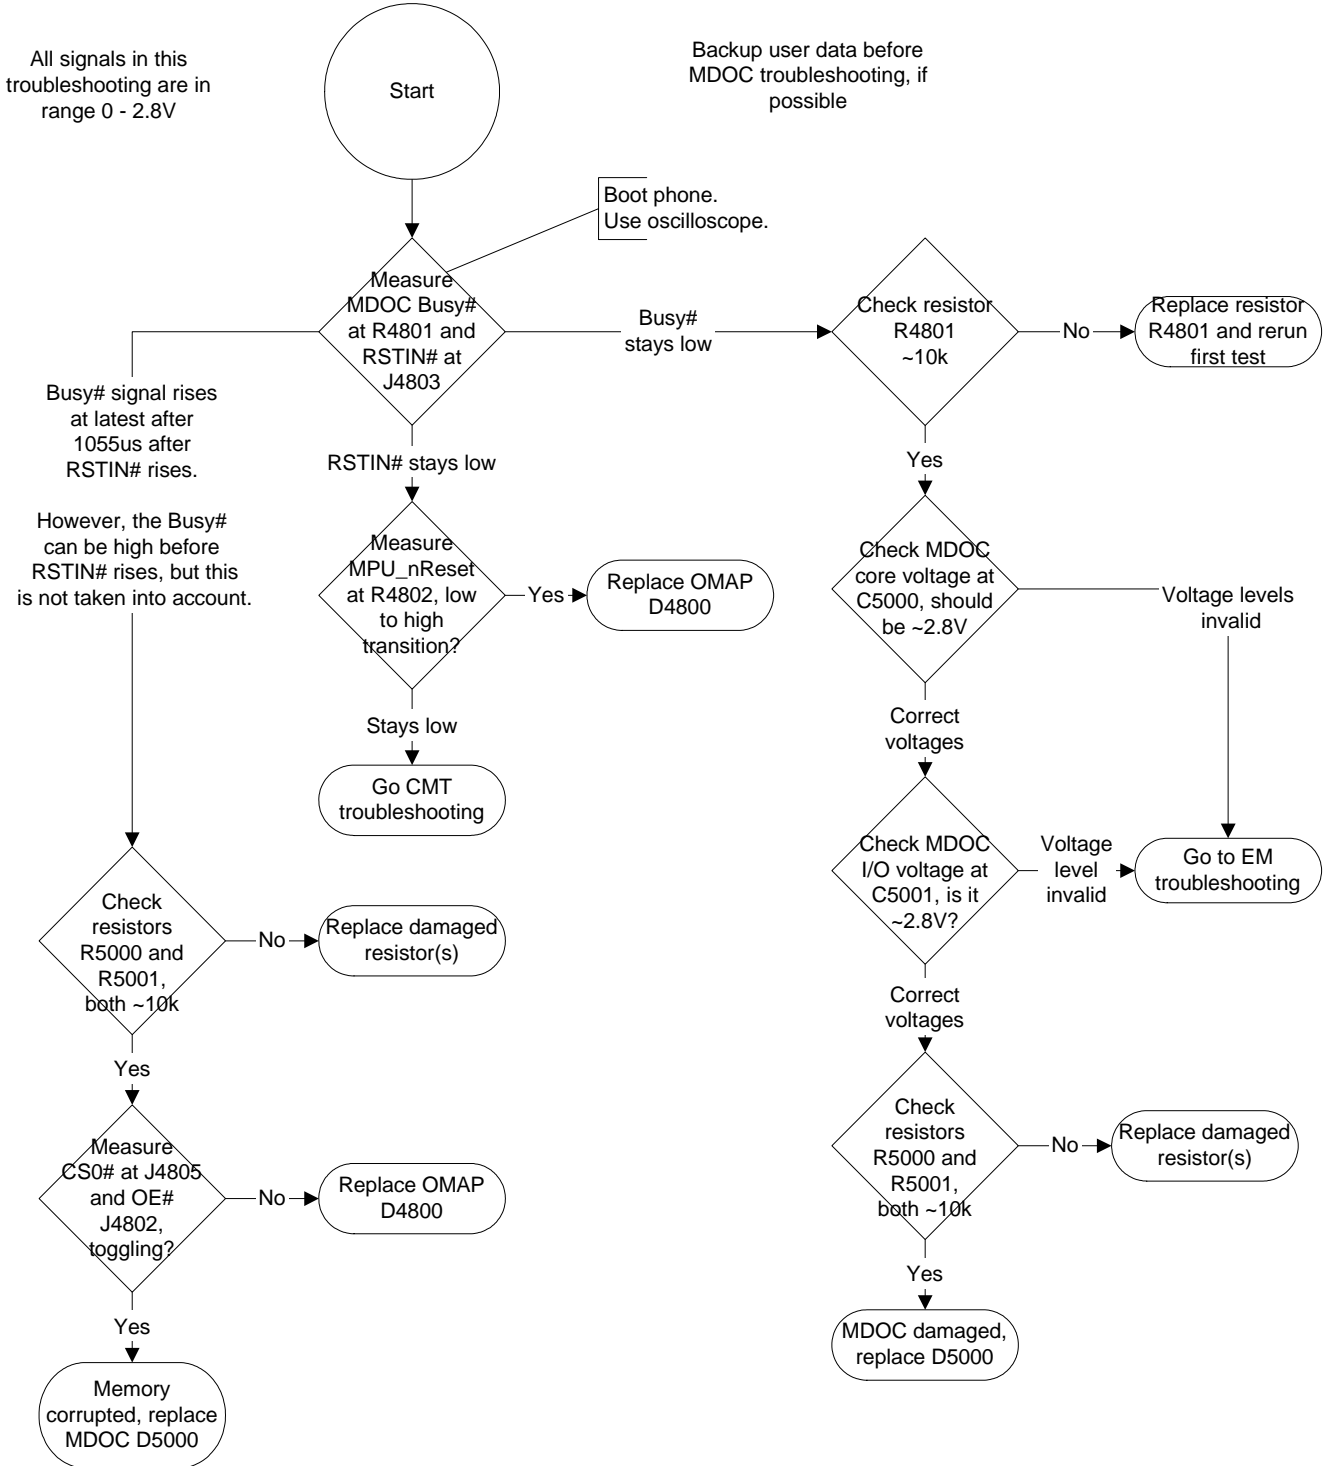 All signals in this
troubleshooting are in
range 0 - 2.8V
Start
Backup user data before
MDOC troubleshooting, if
possible
Boot phone.
Use oscilloscope.
Measure
MDOC Busy#
at R4801 and
RSTIN# at
J4803
Busy#
stays low
Check resistor
R4801
~10k
No
Replace resistor
R4801 and rerun
first test
Busy# signal rises
at latest after
1055us after
RSTIN# rises.
However, the Busy#
can be high before
RSTIN# rises, but this
is not taken into account.
RSTIN# stays low
Yes
Measure
MPU_nReset
at R4802, low
to high
transition?
Yes
Replace OMAP
D4800
Check MDOC
core voltage at
C5000, should
be ~2.8V
Voltage levels
invalid
Stays low
Go CMT
troubleshooting
Correct
voltages
Check MDOC
I/O voltage at
C5001, is it
~2.8V?
Voltage
level
invalid
Go to EM
troubleshooting
Check
resistors
R5000 and
R5001,
both ~10k
No
Replace damaged
resistor(s)
Correct
voltages
Yes
Check
resistors
R5000 and
R5001,
both ~10k
No
Replace damaged
resistor(s)
Measure
CS0# at J4805
and OE#
J4802,
toggling?
No
Replace OMAP
D4800
Yes
MDOC damaged,
replace D5000
Yes
Memory
corrupted, replace
MDOC D5000